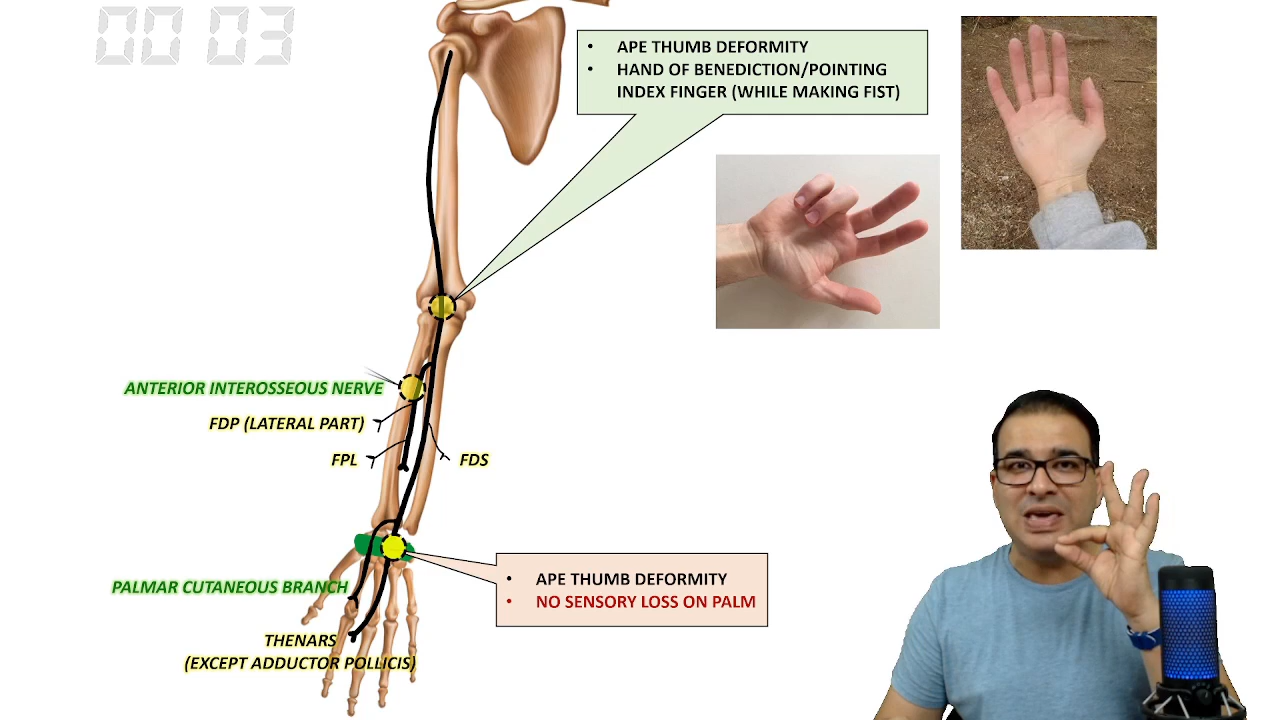 00 03
• APE THUMB DEFORMITY
• HAND OF BENEDICTION/POINTING
INDEX FINGER (WHILE MAKING FIST)
ANTERIOR INTEROSSEOUS NERVE
FDP (LATERAL PART)
FPL
FDS
• APE THUMB DEFORMITY
• NO SENSORY LOSS ON PALM
PALMAR CUTANEOUS BRANCH
THENARS
(EXCEPT ADDUCTOR POLLICIS)